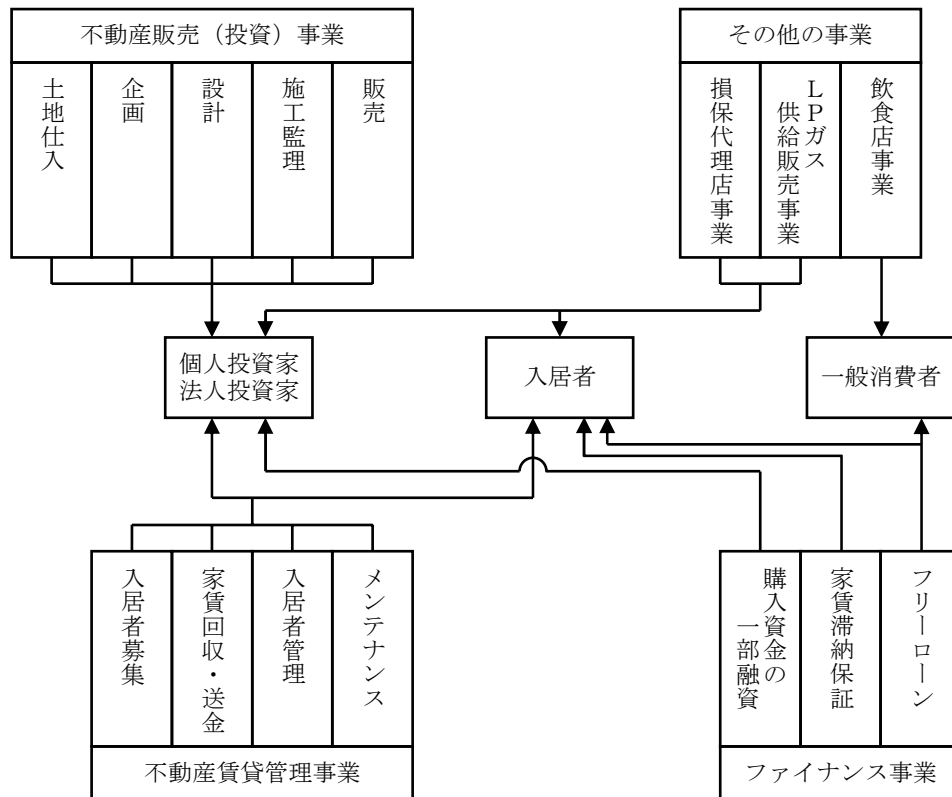 不動産販売（投資）事業
土地仕入
企画
設計
施工監理
販売
その他の事業
損保代理店事業
ＬＰガス
供給販売事業
飲食店事業
個人投資家
法人投資家
入居者
一般消費者
入居者募集
家賃回収・送金
入居者管理
メンテナンス
不動産賃貸管理事業
購入資金の
一部融資
家賃滞納保証
フリーローン
ファイナンス事業